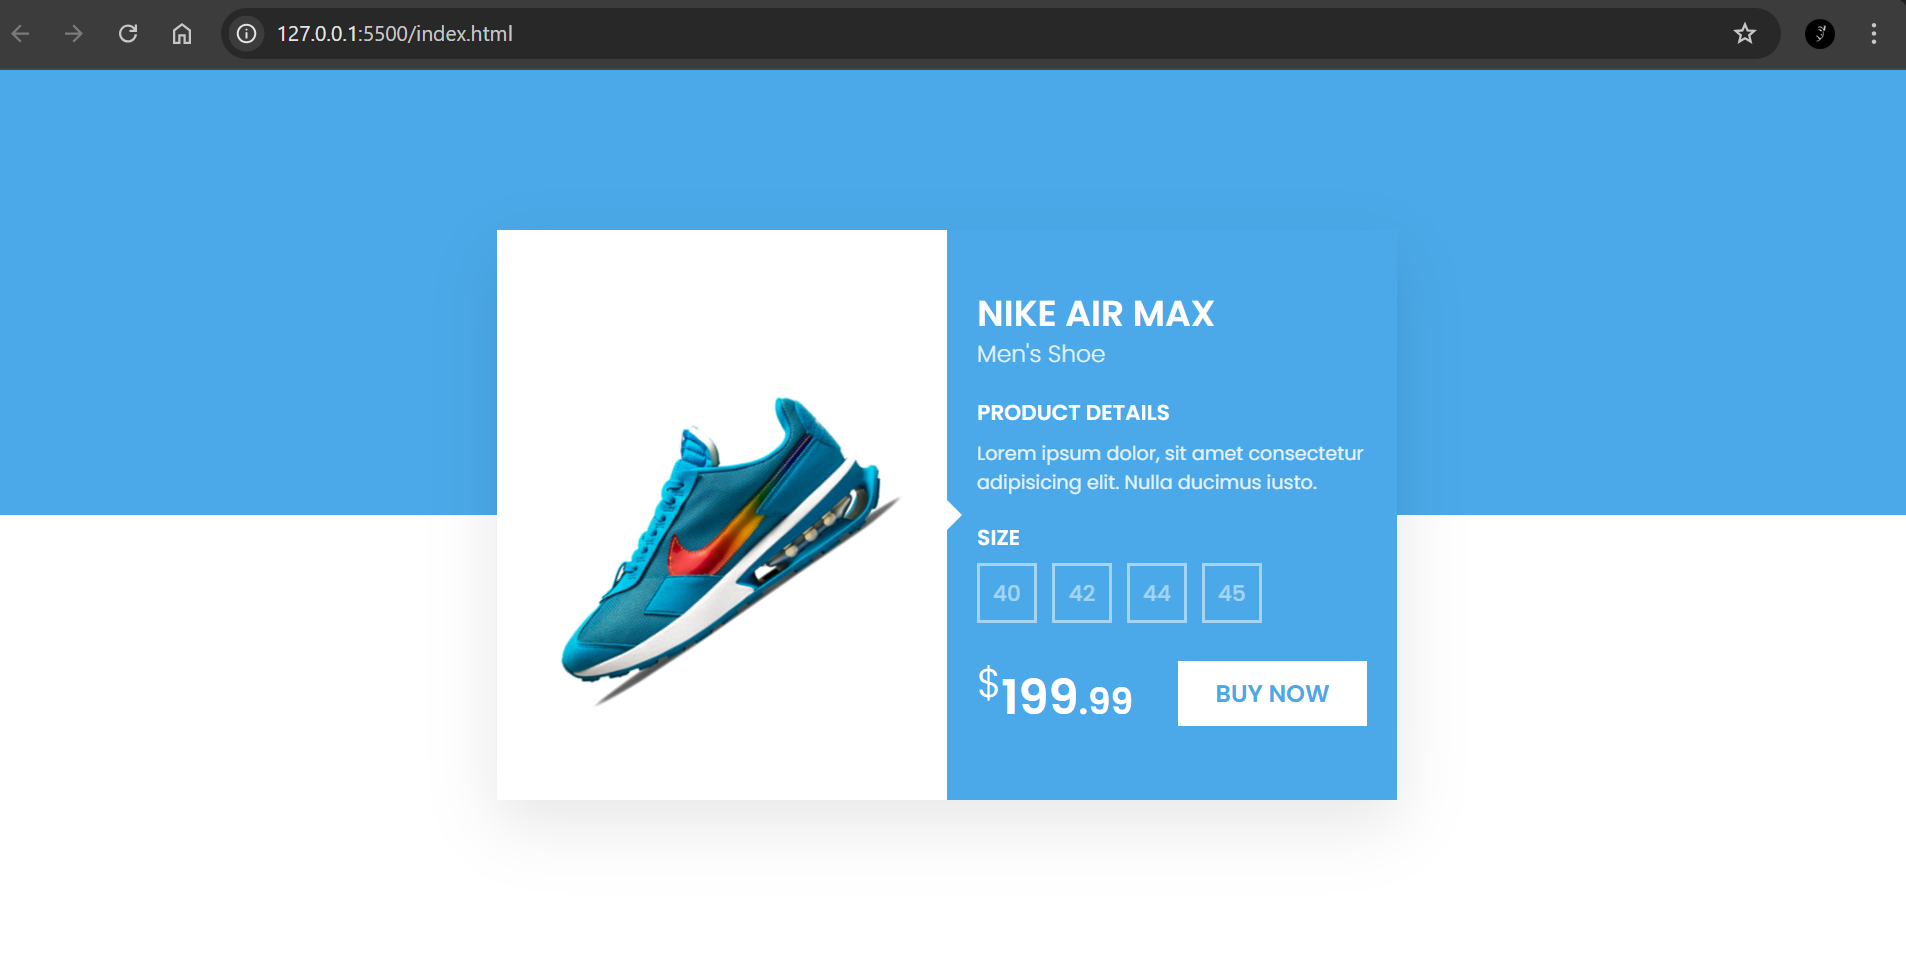 127.0.0.1:5500/index.html
NIKE AIR MAX
Men's Shoe
PRODUCT DETAILS
Lorem ipsum dolor, sit amet consectetur
adipisicing elit. Nulla ducimus iusto.
SIZE
40 42 44 45
$199.99 BUY NOW